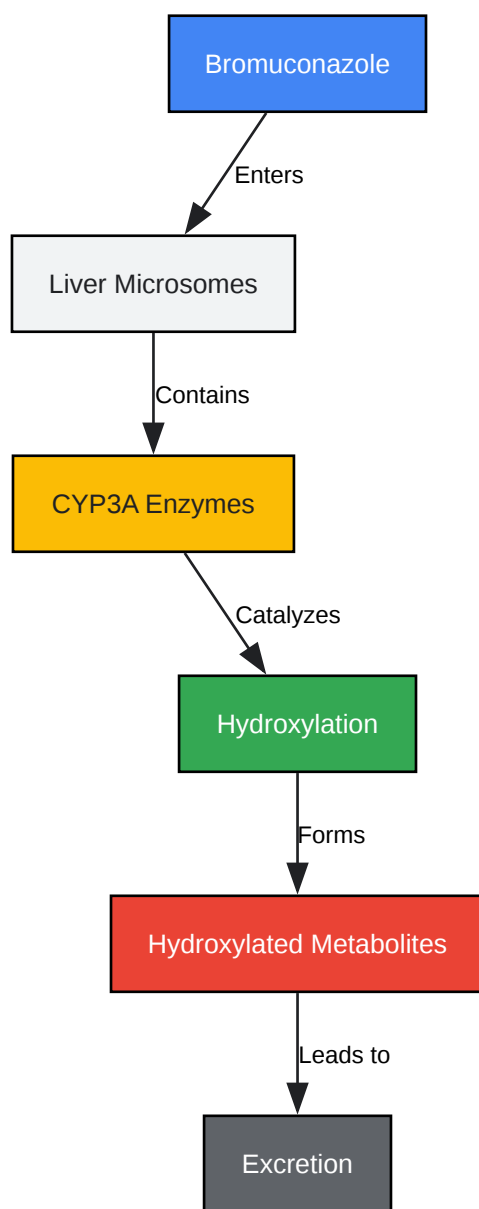 Bromuconazole
Enters
Liver Microsomes
Contains
CYP3A Enzymes
Catalyzes
Hydroxylation
Forms
Hydroxylated Metabolites
Leads to
Excretion